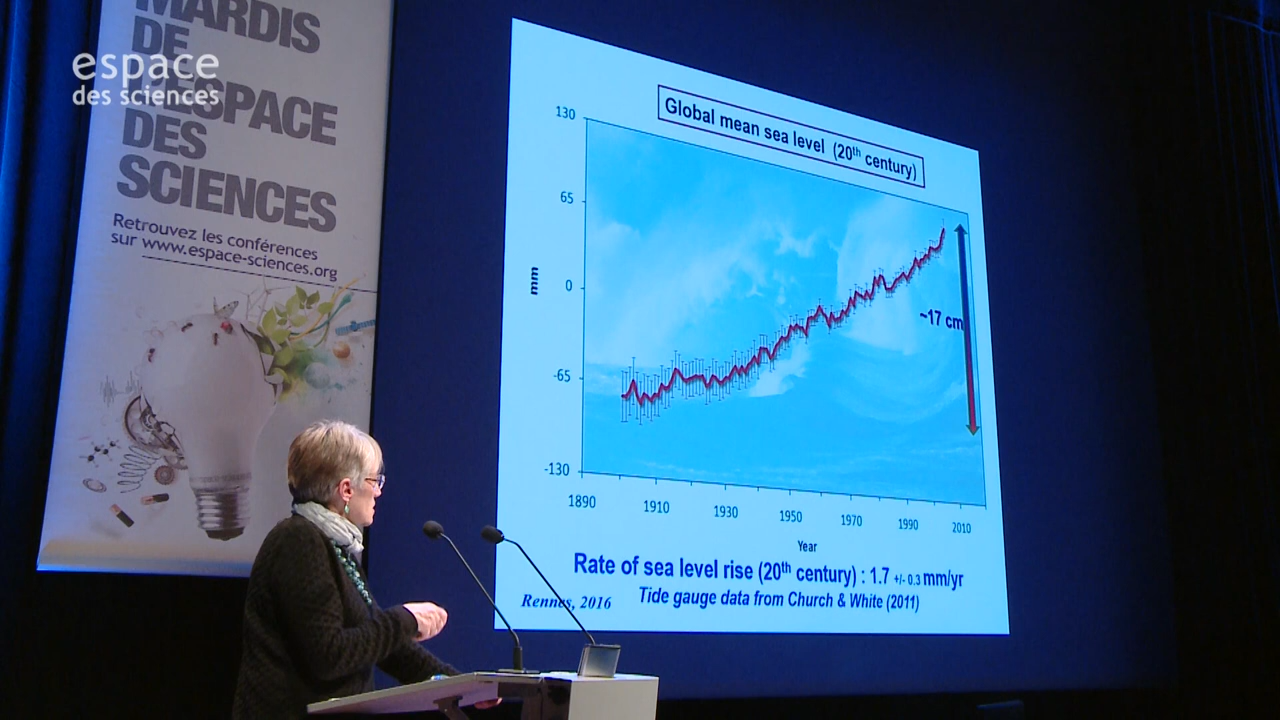 MARDIS
DE
L'ESPACE
DES
SCIENCES
espace
des sciences
Retrouvez les conférences
sur www.espace-sciences.org
Global mean sea level (20th century)
130
65
0
-65
-130
mm
~17 cm
1890 1910 1930 1950 1970 1990 2010
Year
Rate of sea level rise (20th century) : 1.7 +/- 0.3 mm/yr
Tide gauge data from Church & White (2011)
Rennes, 2016